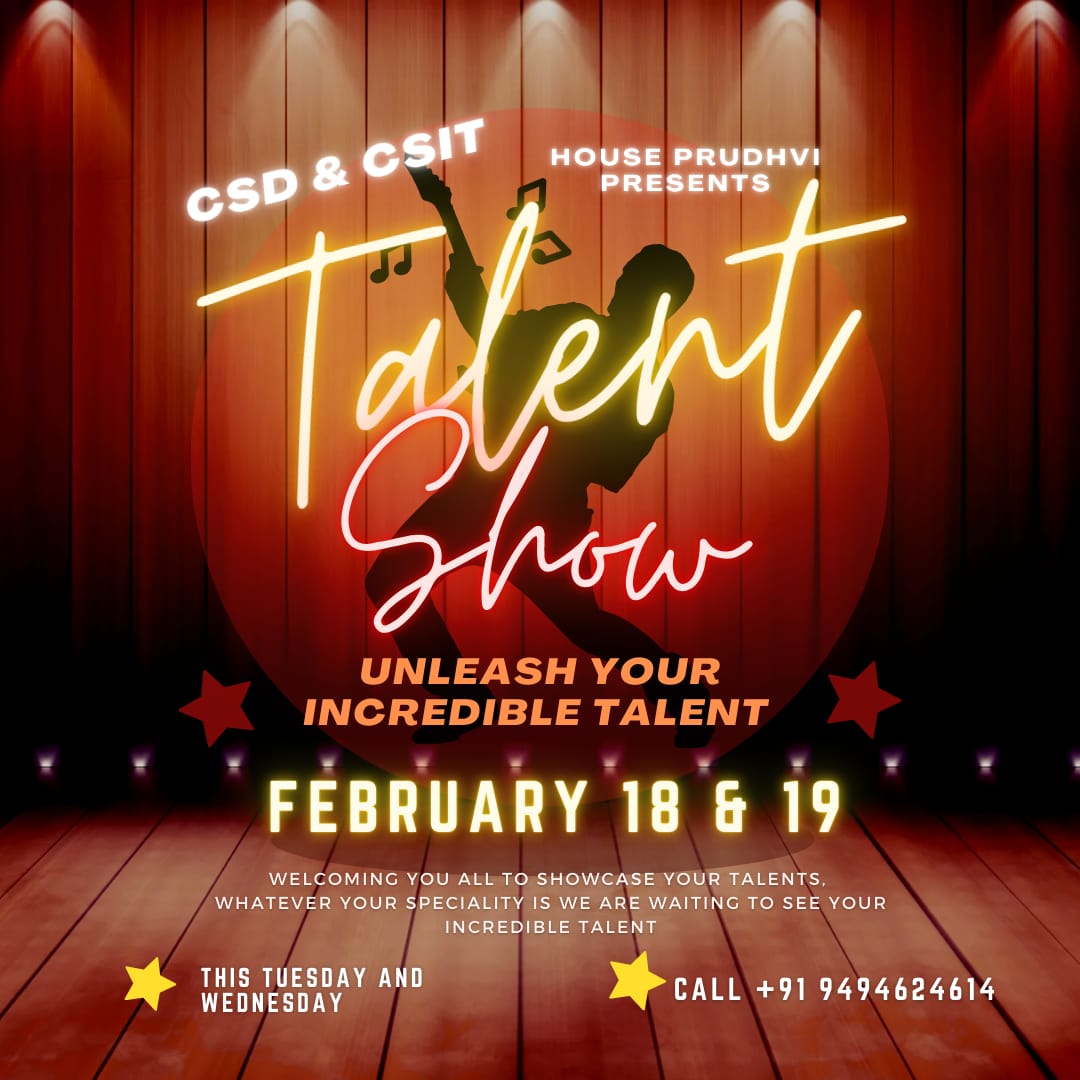 CSD & CSIT
HOUSE PRUDHVI
PRESENTS
Talent
Show
UNLEASH YOUR
INCREDIBLE TALENT
FEBRUARY 18 & 19
WELCOMING YOU ALL TO SHOWCASE YOUR TALENTS,
WHATEVER YOUR SPECIALITY IS WE ARE WAITING TO SEE YOUR
INCREDIBLE TALENT
THIS TUESDAY AND
WEDNESDAY
CALL +91 9494624614